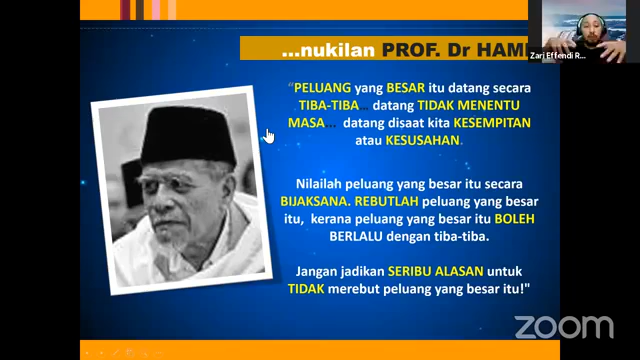 ...nukilan PROF. Dr HAM
Zari Effendi R...
"PELUANG yang BESAR itu datang secara
TIBA-TIBA... datang TIDAK MENENTU
MASA... datang disaat kita KESEMPITAN
atau KESUSAHAN.
Nilailah peluang yang besar itu secara
BIJAKSANA. REBUTLAH peluang yang besar
itu, kerana peluang yang besar itu BOLEH
BERLALU dengan tiba-tiba.
Jangan jadikan SERIBU ALASAN untuk
TIDAK merebut peluang yang besar itu!"
zoom